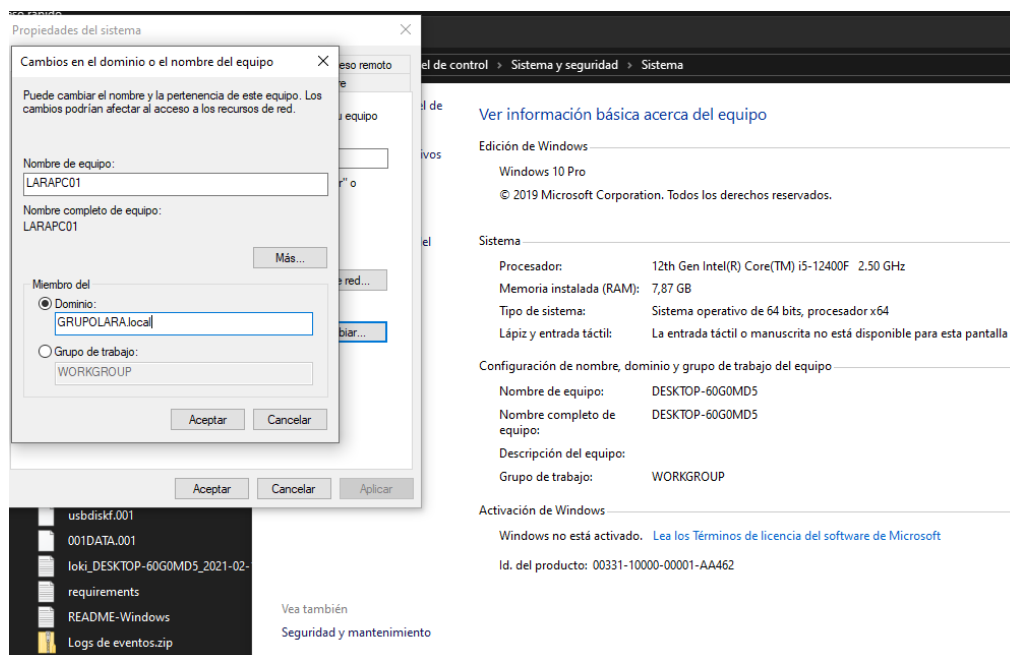 Propiedades del sistema
Cambios en el dominio o el nombre del equipo
Puede cambiar el nombre y la pertenencia de este equipo. Los
cambios podrían afectar al acceso a los recursos de red.
Nombre de equipo:
LARAPC01
Nombre completo de equipo:
LARAPC01
Más...
Miembro del
Dominio:
GRUPOLARA.local
Grupo de trabajo:
WORKGROUP
Aceptar Cancelar
remoto
equipo
o
red...
Aceptar Cancelar Aplicar
usbdiskf.001
001DATA.001
loki_DESKTOP-60G0MD5_2021-02-
requirements
README-Windows
Logs de eventos.zip
de control > Sistema y seguridad > Sistema
de
Ver información básica acerca del equipo
Edición de Windows
Windows 10 Pro
© 2019 Microsoft Corporation. Todos los derechos reservados.
Sistema
Procesador: 12th Gen Intel(R) Core(TM) i5-12400F 2.50 GHz
Memoria instalada (RAM): 7,87 GB
Tipo de sistema: Sistema operativo de 64 bits, procesador x64
Lápiz y entrada táctil: La entrada táctil o manuscrita no está disponible para esta pantalla
Configuración de nombre, dominio y grupo de trabajo del equipo
Nombre de equipo: DESKTOP-60G0MD5
Nombre completo de DESKTOP-60G0MD5
equipo:
Descripción del equipo:
Grupo de trabajo: WORKGROUP
Activación de Windows
Windows no está activado. Lea los Términos de licencia del software de Microsoft
Id. del producto: 00331-10000-00001-AA462
Vea también
Seguridad y mantenimiento